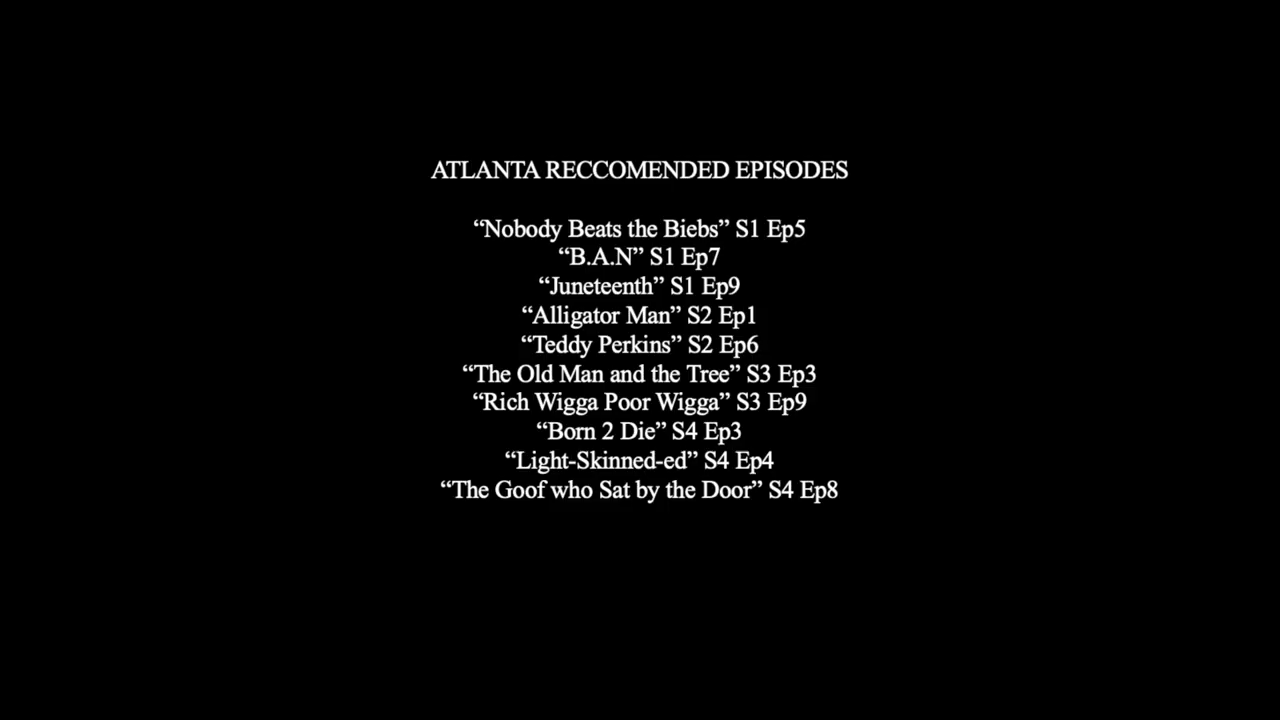 ATLANTA RECCOMENDED EPISODES
“Nobody Beats the Biebs” S1 Ep5
“B.A.N” S1 Ep7
“Juneteenth” S1 Ep9
“Alligator Man” S2 Ep1
“Teddy Perkins” S2 Ep6
“The Old Man and the Tree” S3 Ep3
“Rich Wigga Poor Wigga” S3 Ep9
“Born 2 Die” S4 Ep3
“Light-Skinned-ed” S4 Ep4
“The Goof who Sat by the Door” S4 Ep8